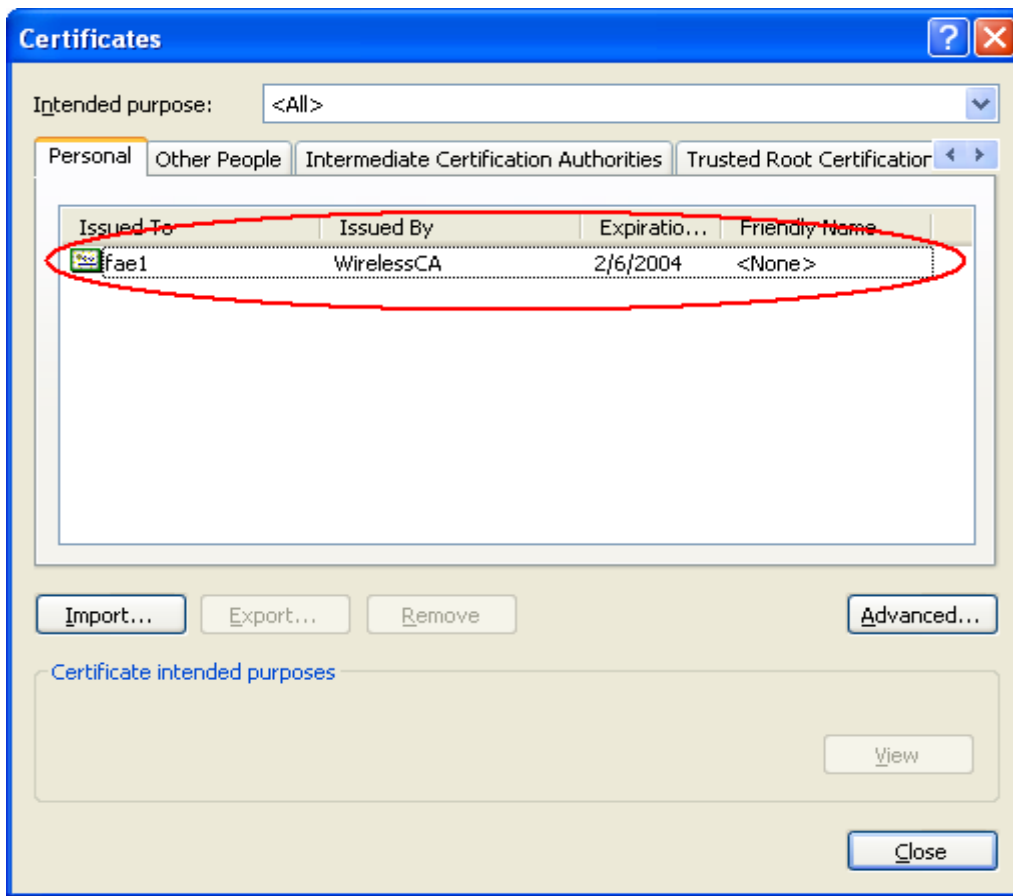 Certificates
Intended purpose: <All>
Personal Other People Intermediate Certification Authorities Trusted Root Certification
Issued To Issued By Expiratio... Friendly Name
fae1 WirelessCA 2/6/2004 <None>
Import... Export... Remove Advanced...
Certificate intended purposes
View
Close